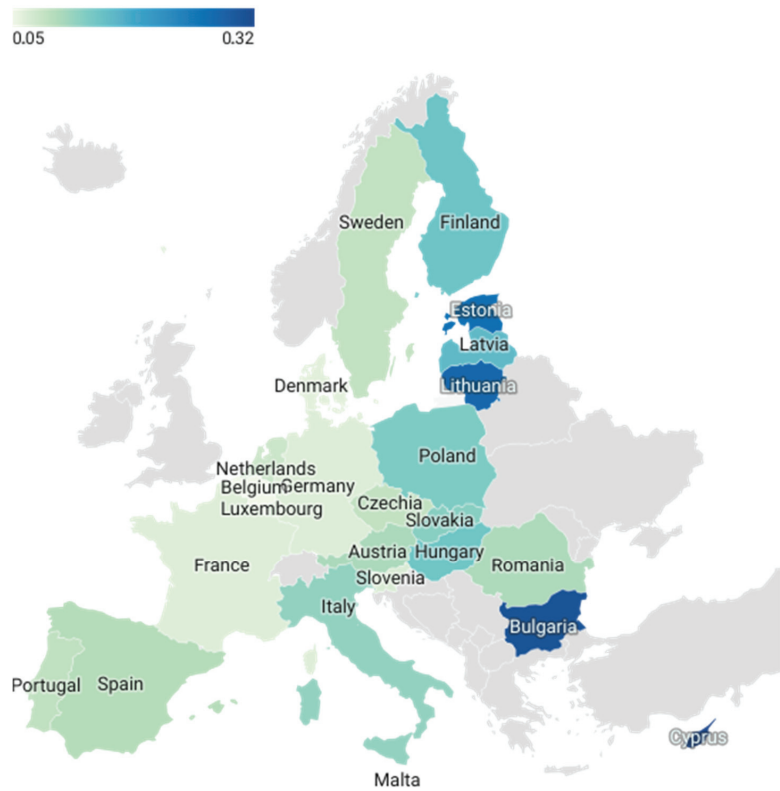 0.05 0.32
Sweden Finland
Estonia
Latvia
Denmark Lithuania
Poland
Netherlands
Belgium Germany
Luxembourg Czechia
Slovakia
Austria Hungary
France Romania
Slovenia
Italy
Bulgaria
Portugal Spain
Cyprus
Malta